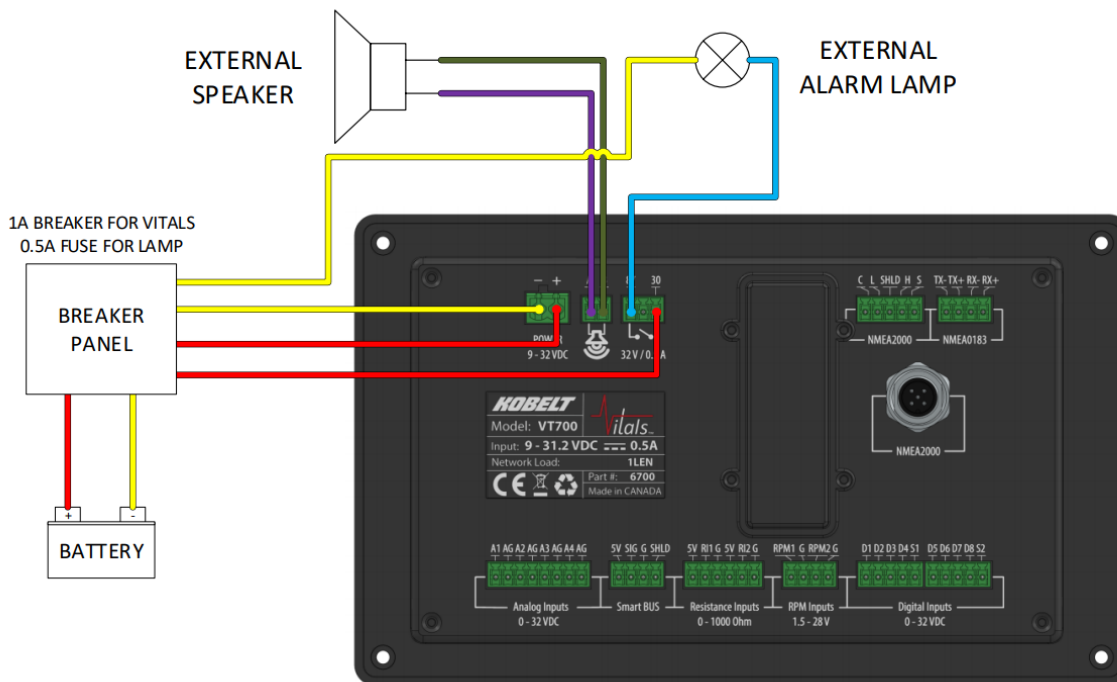 EXTERNAL
SPEAKER
EXTERNAL
ALARM LAMP
1A BREAKER FOR VITALS
0.5A FUSE FOR LAMP
BREAKER
PANEL
+
-
BATTERY
- +
POWER
9 - 32 VDC
30
C L SHLD H S
NMEA2000
TX- TX+ RX- RX+
NMEA0183
NMEA2000
KOBELT
Vitals™
Model: VT700
Input: 9 - 31.2 VDC 0.5A
Network Load: 1LEN
CE
Part #: 6700
Made in CANADA
A1 AG A2 AG A3 AG A4 AG
Analog Inputs
0 - 32 VDC
5V SIG G SHLD
Smart BUS
5V RI1 G 5V RI2 G
Resistance Inputs
0 - 1000 Ohm
RPM1 G RPM2 G
RPM Inputs
1.5 - 28 V
D1 D2 D3 D4 S1 D5 D6 D7 D8 S2
Digital Inputs
0 - 32 VDC